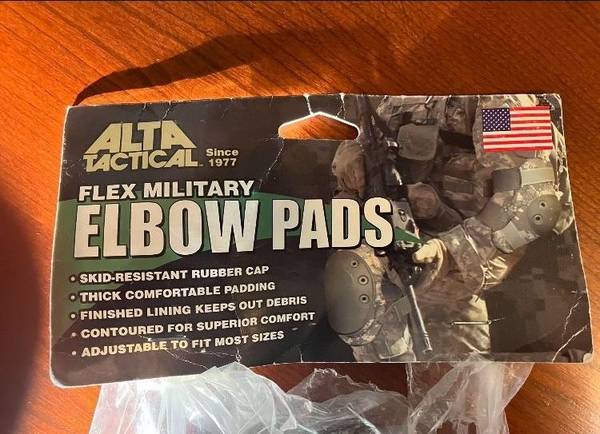 ALTA
TACTICAL
Since
1977
FLEX MILITARY
ELBOW PADS
• SKID-RESISTANT RUBBER CAP
• THICK COMFORTABLE PADDING
• FINISHED LINING KEEPS OUT DEBRIS
• CONTOURED FOR SUPERIOR COMFORT
• ADJUSTABLE TO FIT MOST SIZES